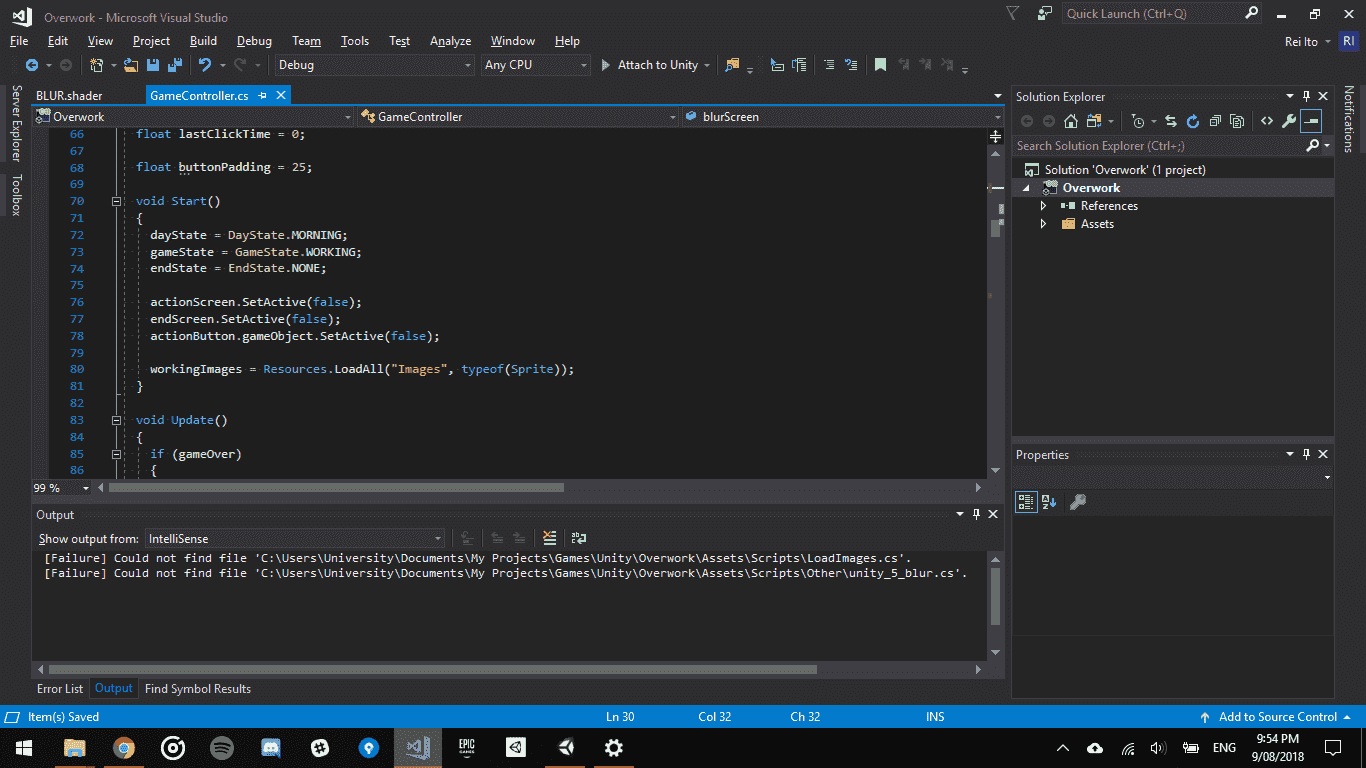 Overwork - Microsoft Visual Studio
Quick Launch (Ctrl+Q)
File Edit View Project Build Debug Team Tools Test Analyze Window Help
Rei Ito RI
Debug Any CPU Attach to Unity
Server Explorer
Toolbox
BLUR.shader GameController.cs
Overwork GameController blurScreen
66 float lastClickTime = 0;
67
68 float buttonPadding = 25;
69
70 void Start()
71 {
72 dayState = DayState.MORNING;
73 gameState = GameState.WORKING;
74 endState = EndState.NONE;
75
76 actionScreen.SetActive(false);
77 endScreen.SetActive(false);
78 actionButton.gameObject.SetActive(false);
79
80 workingImages = Resources.LoadAll("Images", typeof(Sprite));
81 }
82
83 void Update()
84 {
85 if (gameOver)
86 {
99 %
Output
Show output from: IntelliSense
[Failure] Could not find file 'C:\Users\University\Documents\My Projects\Games\Unity\Overwork\Assets\Scripts\LoadImages.cs'.
[Failure] Could not find file 'C:\Users\University\Documents\My Projects\Games\Unity\Overwork\Assets\Scripts\Other\unity_5_blur.cs'.
Error List Output Find Symbol Results
Solution Explorer
Search Solution Explorer (Ctrl+;)
Solution 'Overwork' (1 project)
Overwork
References
Assets
Properties
Notifications
Item(s) Saved Ln 30 Col 32 Ch 32 INS Add to Source Control
EPIC
GAMES
ENG
9:54 PM
9/08/2018